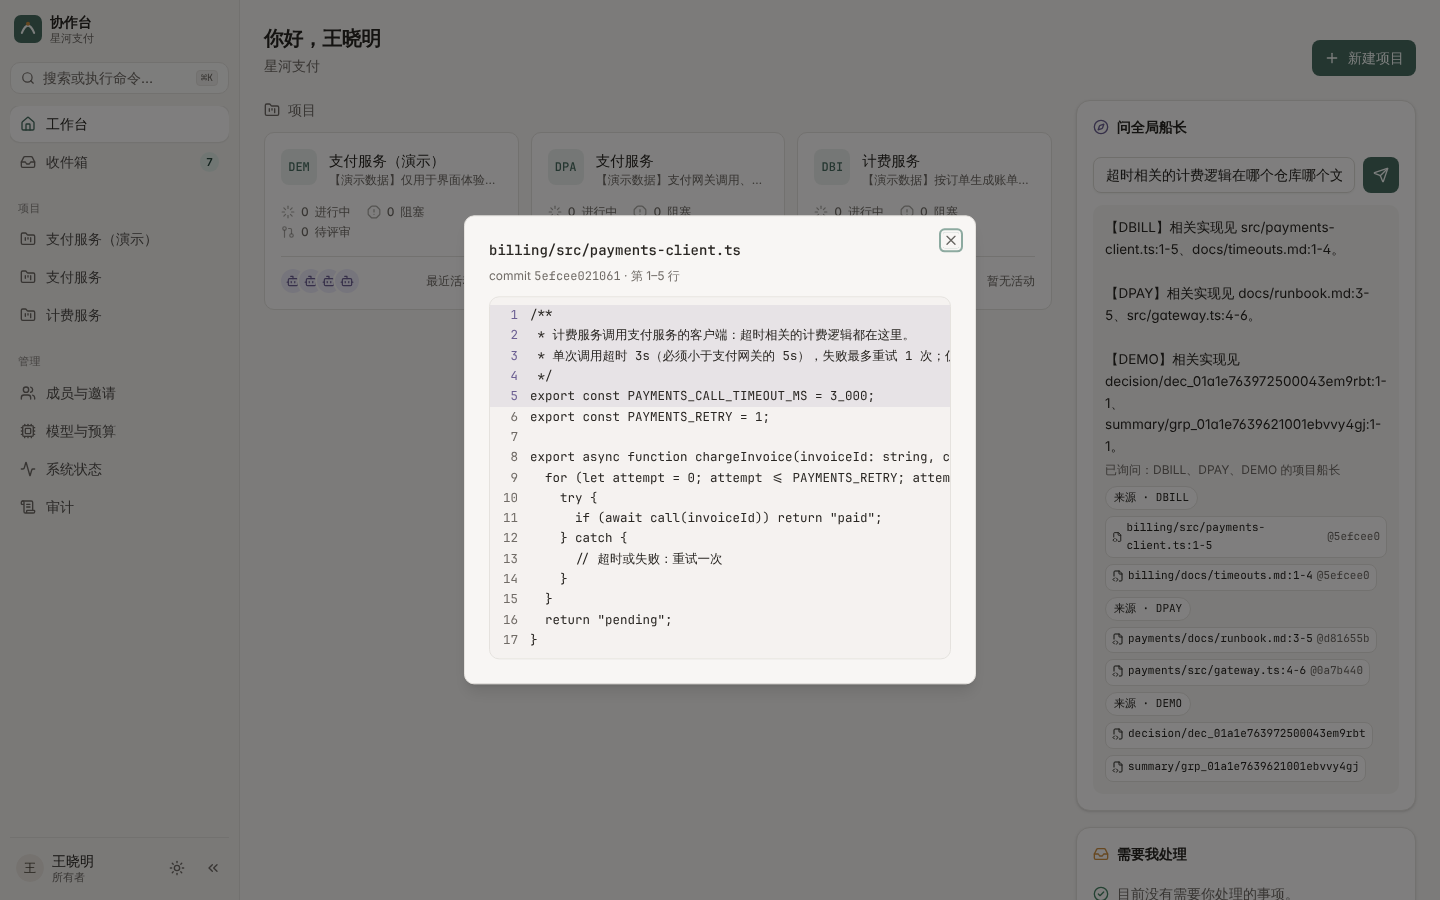 协作台
星河支付
搜索或执行命令... ⌘K
工作台
收件箱 7
项目
支付服务（演示）
支付服务
计费服务
管理
成员与邀请
模型与预算
系统状态
审计
王 王晓明
所有者
你好，王晓明
星河支付
新建项目
项目
DEM 支付服务（演示）
【演示数据】仅用于界面体验...
0 进行中 0 阻塞
0 待评审
最近活
DPA 支付服务
【演示数据】支付网关调用、...
0 进行中 0 阻塞
DBI 计费服务
【演示数据】按订单生成账单...
0 进行中 0 阻塞
暂无活动
billing/src/payments-client.ts
commit 5efcee021061 · 第 1–5 行
1 /**
2 * 计费服务调用支付服务的客户端：超时相关的计费逻辑都在这里。
3 * 单次调用超时 3s（必须小于支付网关的 5s），失败最多重试 1 次；
4 */
5 export const PAYMENTS_CALL_TIMEOUT_MS = 3_000;
6 export const PAYMENTS_RETRY = 1;
7
8 export async function chargeInvoice(invoiceId: string, c
9 for (let attempt = 0; attempt <= PAYMENTS_RETRY; attem
10 try {
11 if (await call(invoiceId)) return "paid";
12 } catch {
13 // 超时或失败：重试一次
14 }
15 }
16 return "pending";
17 }
问全局船长
超时相关的计费逻辑在哪个仓库哪个文
【DBILL】相关实现见 src/payments-
client.ts:1-5、docs/timeouts.md:1-4。
【DPAY】相关实现见 docs/runbook.md:3-
5、src/gateway.ts:4-6。
【DEMO】相关实现见
decision/dec_01a1e763972500043em9rbt:1-
1、
summary/grp_01a1e7639621001ebvvy4gj:1-
1。
已询问：DBILL、DPAY、DEMO 的项目船长
来源 · DBILL
billing/src/payments-
client.ts:1-5 @5efcee0
billing/docs/timeouts.md:1-4 @5efcee0
来源 · DPAY
payments/docs/runbook.md:3-5 @d81655b
payments/src/gateway.ts:4-6 @0a7b440
来源 · DEMO
decision/dec_01a1e763972500043em9rbt
summary/grp_01a1e7639621001ebvvy4gj
需要我处理
目前没有需要你处理的事项。